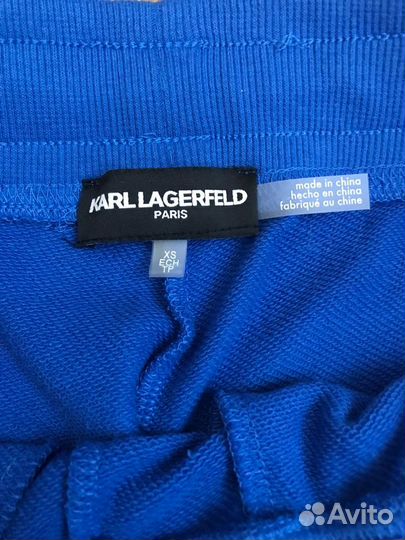 KARL LAGERFELD
PARIS
made in china
hecho en china
fabriqué au chine
XS
ECH
TP
Avito